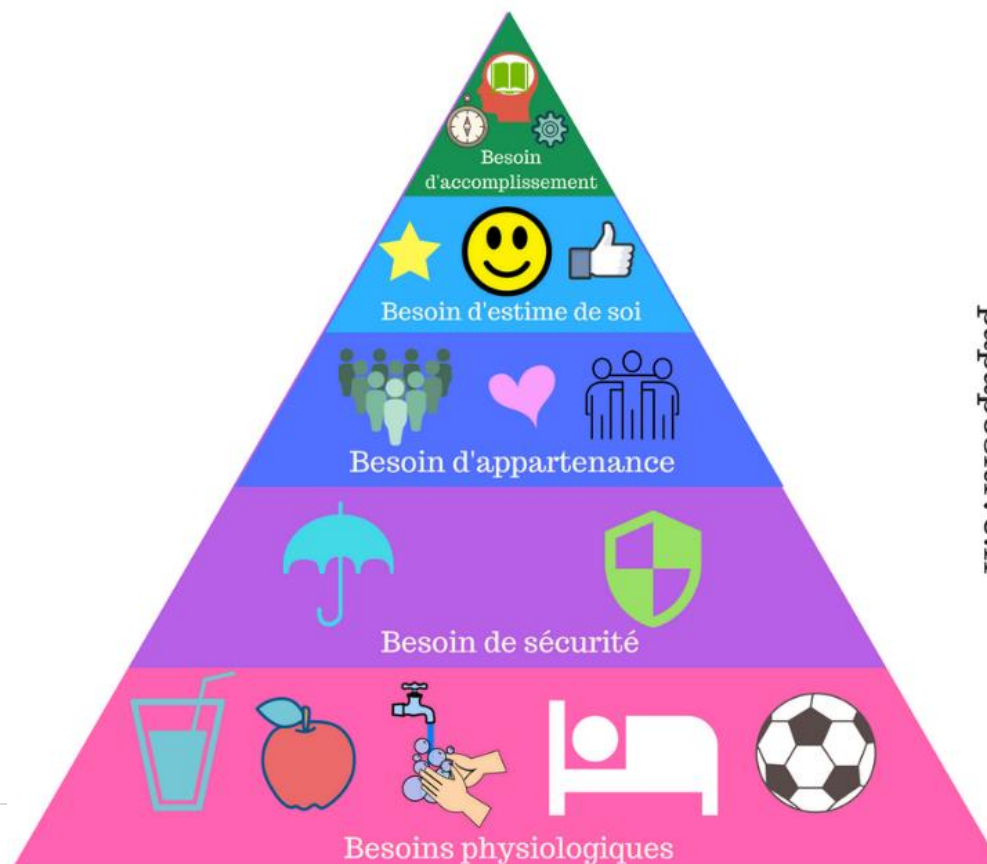 Besoin
d'accomplissement
Besoin d'estime de soi
Besoin d'appartenance
Besoin de sécurité
Besoins physiologiques